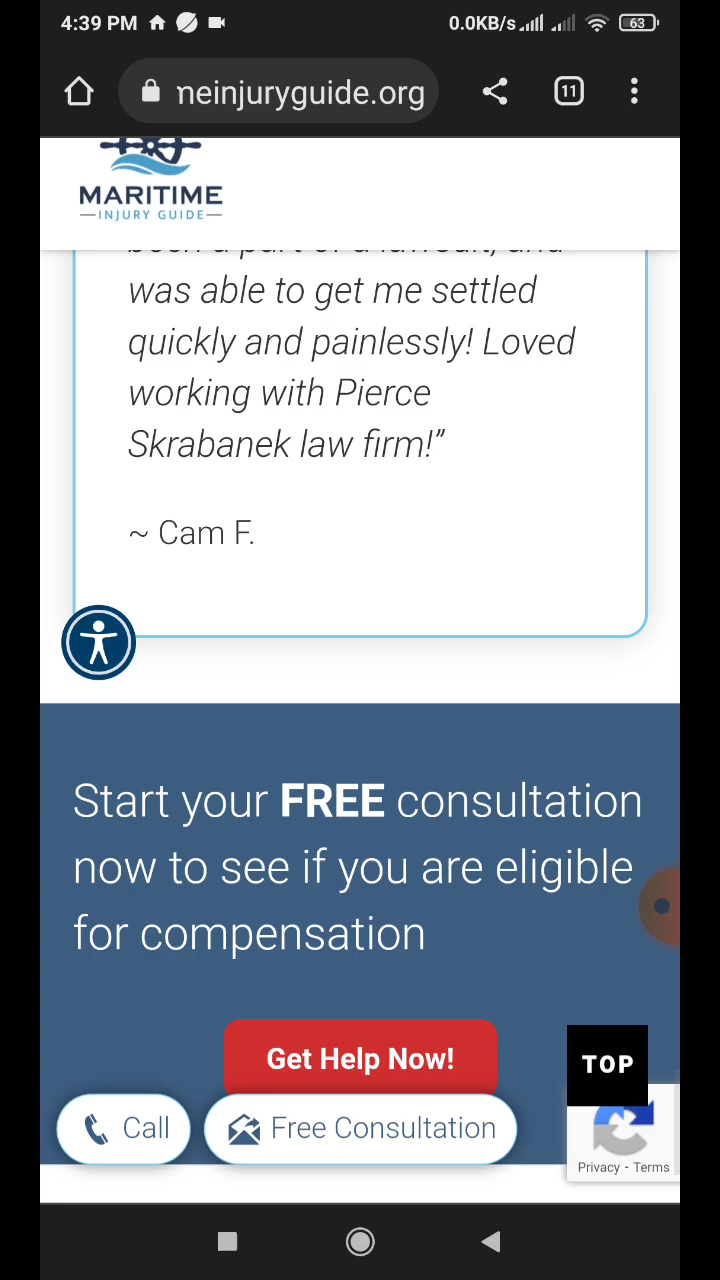 4:39 PM 0.0KB/s 63
neinjuryguide.org 11
MARITIME
INJURY GUIDE
was able to get me settled
quickly and painlessly! Loved
working with Pierce
Skrabanek law firm!”
~ Cam F.
Start your FREE consultation
now to see if you are eligible
for compensation
Get Help Now!
TOP
Call Free Consultation
Privacy - Terms